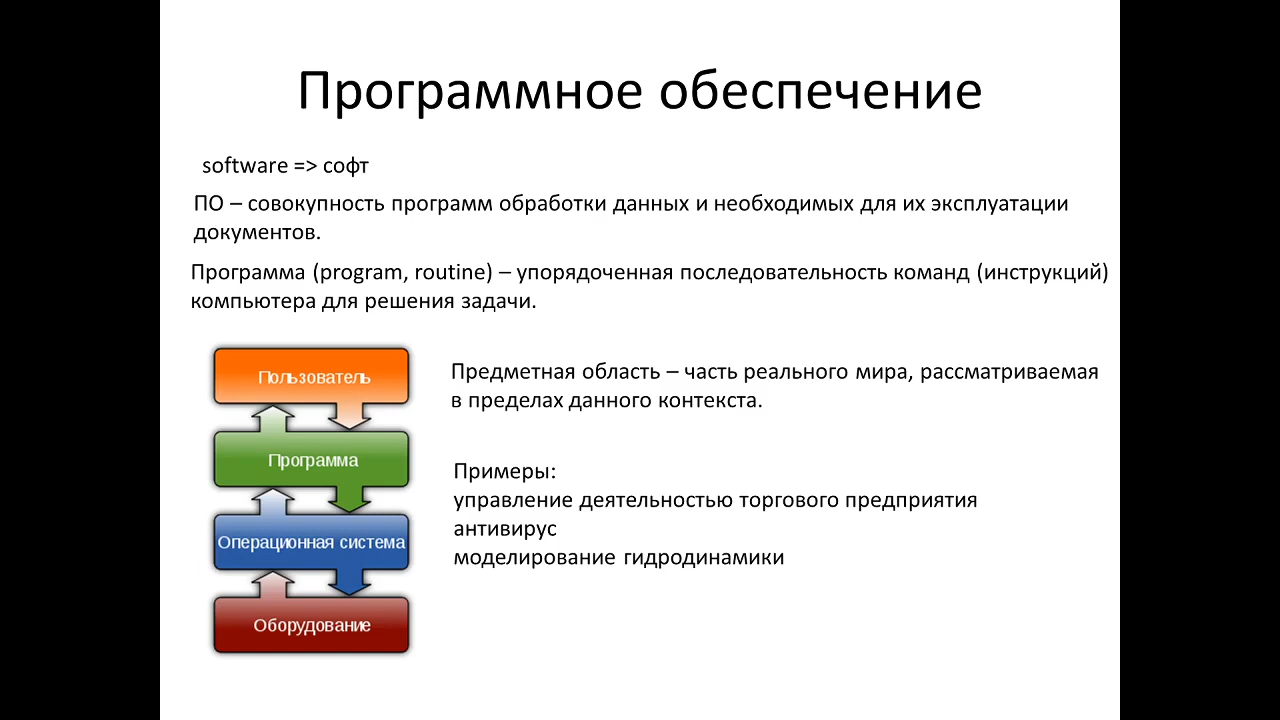 Программное обеспечение
software => софт
ПО – совокупность программ обработки данных и необходимых для их эксплуатации
документов.
Программа (program, routine) – упорядоченная последовательность команд (инструкций)
компьютера для решения задачи.
Пользователь
Программа
Операционная система
Оборудование
Предметная область – часть реального мира, рассматриваемая
в пределах данного контекста.
Примеры:
управление деятельностью торгового предприятия
антивирус
моделирование гидродинамики